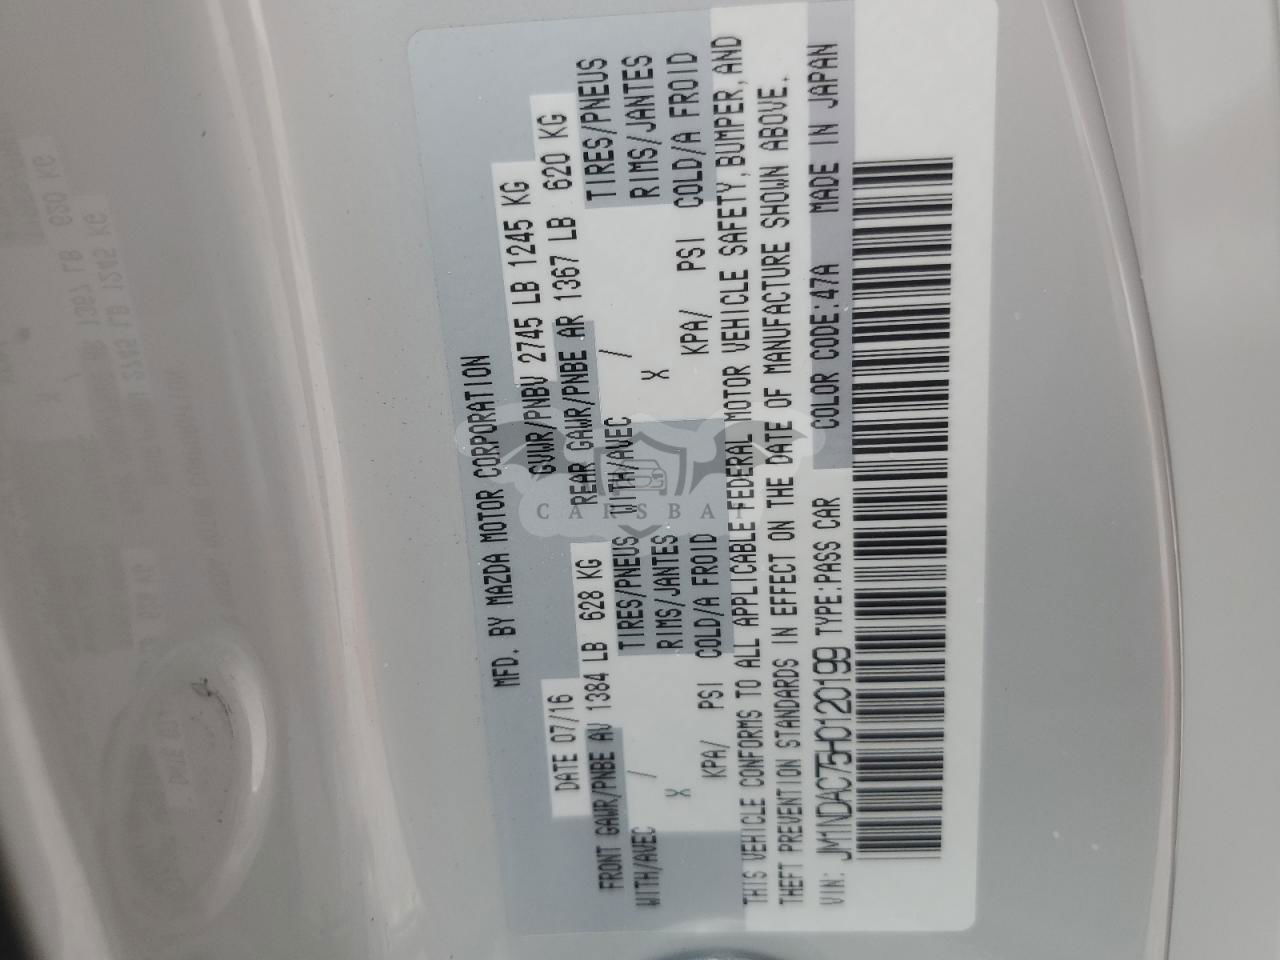 MFD. BY MAZDA MOTOR CORPORATION
DATE 07/16 GVWR/PNBV 2745 LB 1245 KG
FRONT GAWR/PNBE AV 1384 LB 628 KG REAR GAWR/PNBE AR 1367 LB 620 KG
WITH/AVEC / TIRES/PNEUS WITH/AVEC / TIRES/PNEUS
X RIMS/JANTES X RIMS/JANTES
KPA/ PSI COLD/A FROID KPA/ PSI COLD/A FROID
THIS VEHICLE CONFORMS TO ALL APPLICABLE FEDERAL MOTOR VEHICLE SAFETY, BUMPER, AND
THEFT PREVENTION STANDARDS IN EFFECT ON THE DATE OF MANUFACTURE SHOWN ABOVE.
VIN: JM1NDAC75H0120199 TYPE:PASS CAR COLOR CODE:47A MADE IN JAPAN
CARSBAT